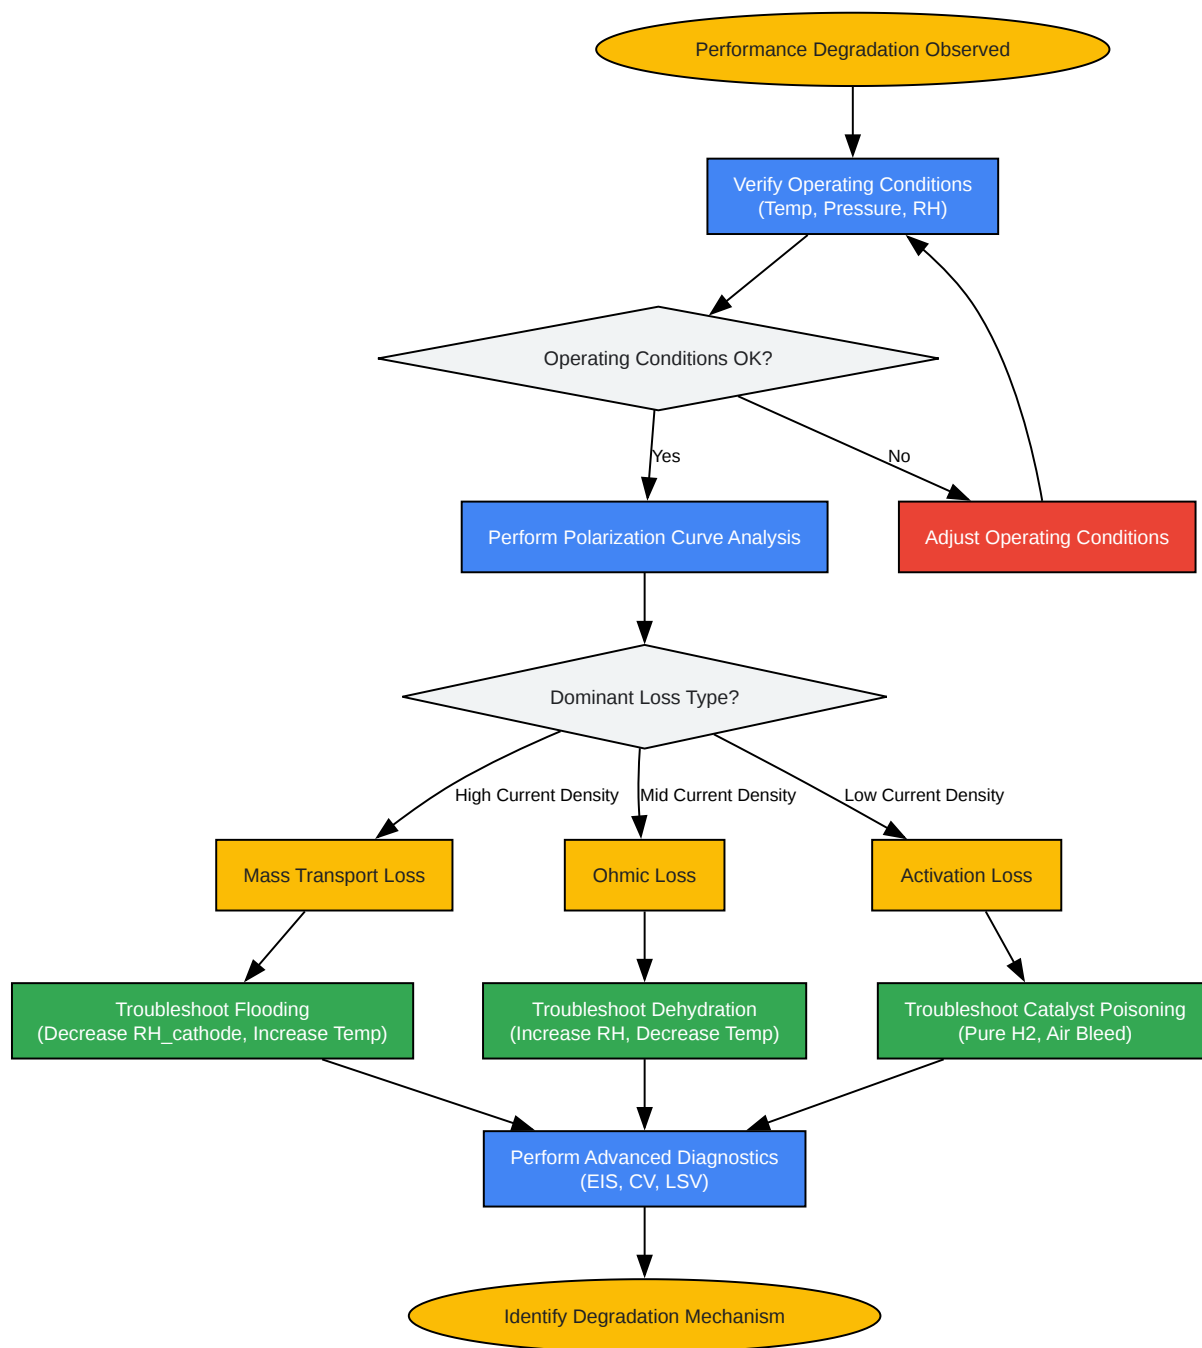 Performance Degradation Observed
Verify Operating Conditions
(Temp, Pressure, RH)
Operating Conditions OK?
Yes
No
Perform Polarization Curve Analysis
Adjust Operating Conditions
Dominant Loss Type?
High Current Density
Mid Current Density
Low Current Density
Mass Transport Loss
Ohmic Loss
Activation Loss
Troubleshoot Flooding
(Decrease RH_cathode, Increase Temp)
Troubleshoot Dehydration
(Increase RH, Decrease Temp)
Troubleshoot Catalyst Poisoning
(Pure H2, Air Bleed)
Perform Advanced Diagnostics
(EIS, CV, LSV)
Identify Degradation Mechanism